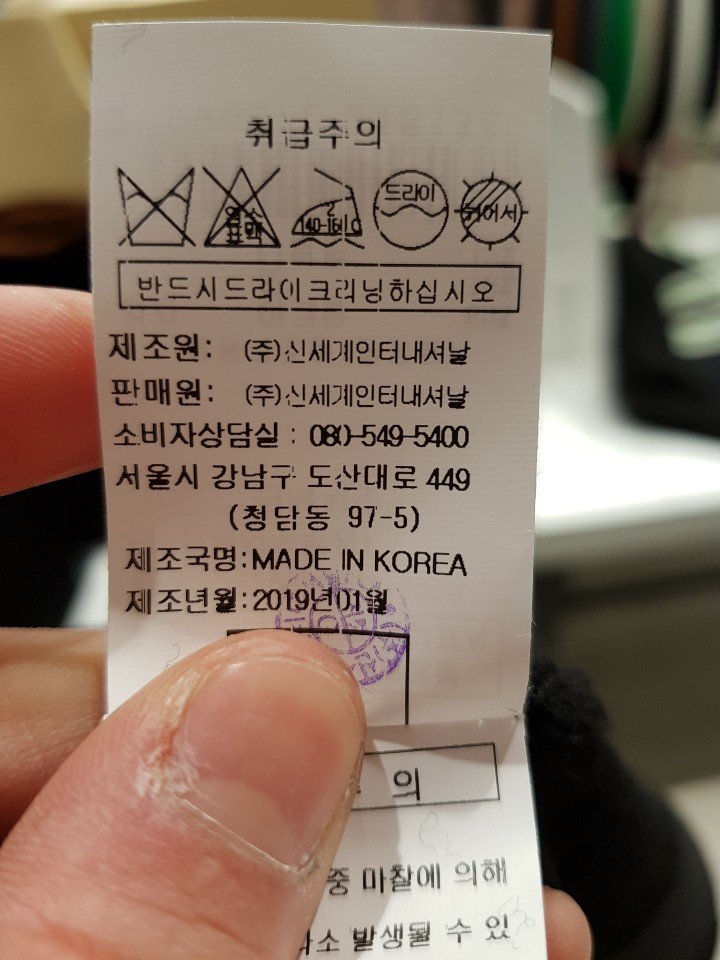 취급주의
염소
표백
2
140-160℃
드라이
뉘어서
반드시드라이크리닝하십시오
제조원: (주)신세계인터내셔날
판매원: (주)신세계인터내셔날
소비자상담실 : 080-549-5400
서울시 강남구 도산대로 449
(청담동 97-5)
제조국명:MADE IN KOREA
제조년월:2019년01월
의
중 마찰에 의해
발생될 수 있